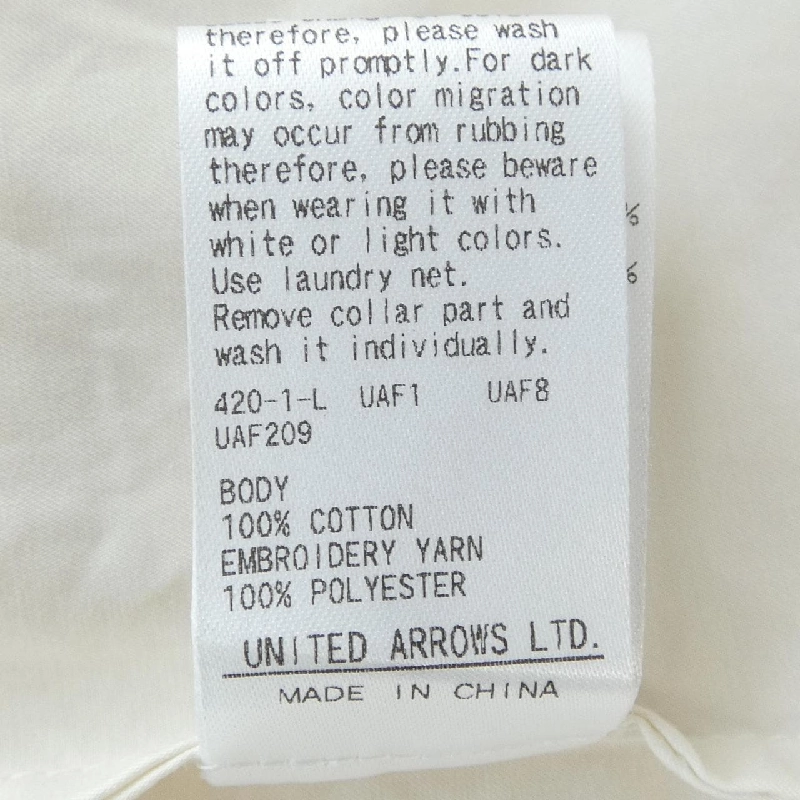 therefore, please wash
it off promptly.For dark
colors, color migration
may occur from rubbing
therefore, please beware
when wearing it with
white or light colors.
Use laundry net.
Remove collar part and
wash it individually.
420-1-L UAF1 UAF8
UAF209
BODY
100% COTTON
EMBROIDERY YARN
100% POLYESTER
UNITED ARROWS LTD.
MADE IN CHINA
%
%